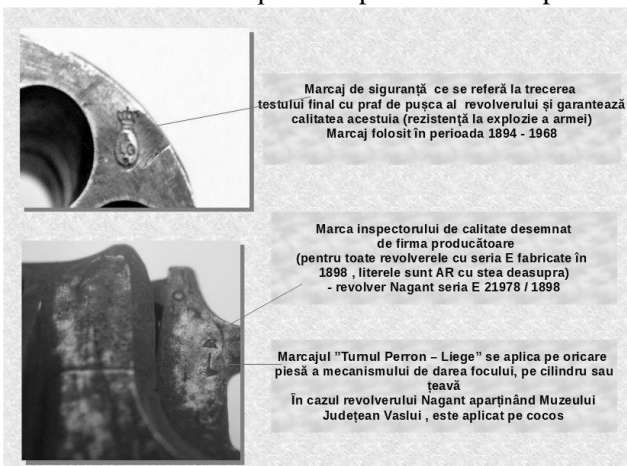 Marcaj de siguranță ce se referă la trecerea
testului final cu praf de pușca al revolverului și garantează
calitatea acestuia (rezistență la explozie a armei)
Marcaj folosit în perioada 1894 - 1968
LG
Marca inspectorului de calitate desemnat
de firma producătoare
(pentru toate revolverele cu seria E fabricate în
1898 , literele sunt AR cu stea deasupra)
- revolver Nagant seria E 21978 / 1898
Marcajul ”Turnul Perron – Liege” se aplica pe oricare
piesă a mecanismului de darea focului, pe cilindru sau
țeavă
În cazul revolverului Nagant aparținând Muzeului
Județean Vaslui , este aplicat pe cocos